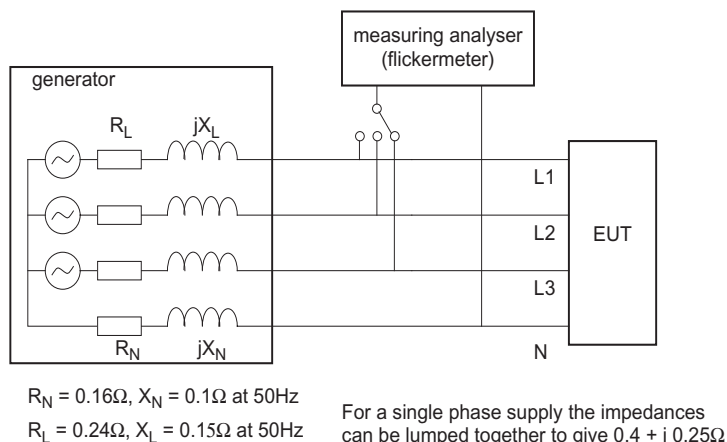 measuring analyser
(flickermeter)
generator
R_L
jX_L
L1
L2
EUT
L3
R_N
jX_N
N
R_N = 0.16Ω, X_N = 0.1Ω at 50Hz
R_L = 0.24Ω, X_L = 0.15Ω at 50Hz
For a single phase supply the impedances
can be lumped together to give 0.4 + j 0.25Ω